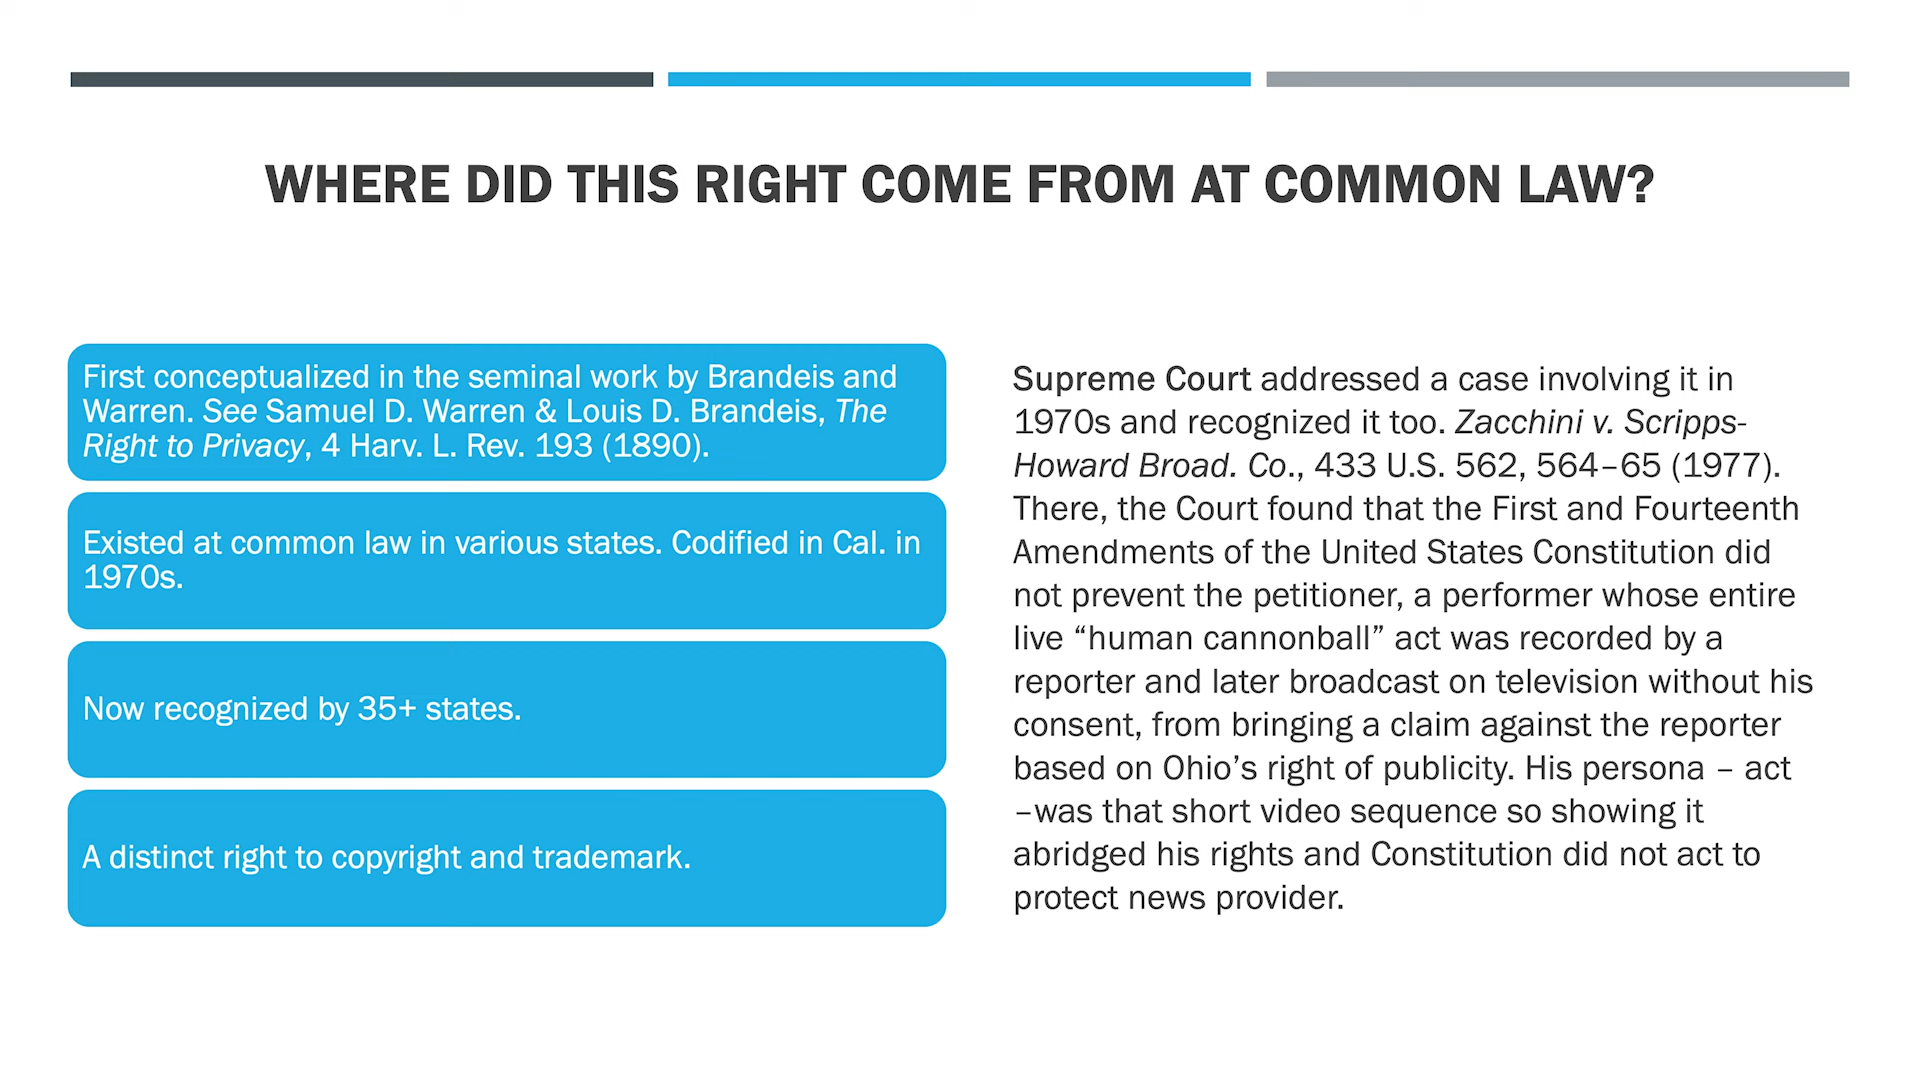 WHERE DID THIS RIGHT COME FROM AT COMMON LAW?
First conceptualized in the seminal work by Brandeis and
Warren. See Samuel D. Warren & Louis D. Brandeis, The
Right to Privacy, 4 Harv. L. Rev. 193 (1890).
Existed at common law in various states. Codified in Cal. in
1970s.
Now recognized by 35+ states.
A distinct right to copyright and trademark.
Supreme Court addressed a case involving it in
1970s and recognized it too. Zacchini v. Scripps-
Howard Broad. Co., 433 U.S. 562, 564–65 (1977).
There, the Court found that the First and Fourteenth
Amendments of the United States Constitution did
not prevent the petitioner, a performer whose entire
live “human cannonball” act was recorded by a
reporter and later broadcast on television without his
consent, from bringing a claim against the reporter
based on Ohio’s right of publicity. His persona – act
–was that short video sequence so showing it
abridged his rights and Constitution did not act to
protect news provider.